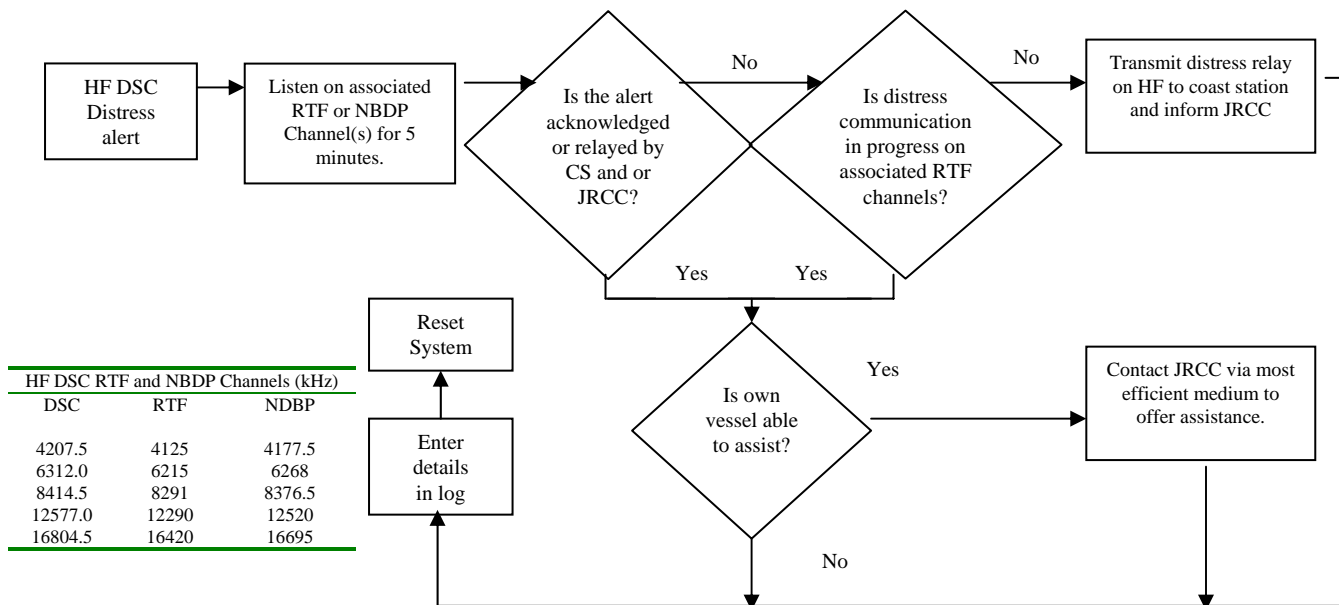 HF DSC
Distress
alert
Listen on associated
RTF or NBDP
Channel(s) for 5
minutes.
Is the alert
acknowledged
or relayed by
CS and or
JRCC?
No
Is distress
communication
in progress on
associated RTF
channels?
No
Transmit distress relay
on HF to coast station
and inform JRCC
Yes
Yes
Reset
System
HF DSC RTF and NBDP Channels (kHz)
DSC RTF NDBP
4207.5 4125 4177.5
6312.0 6215 6268
8414.5 8291 8376.5
12577.0 12290 12520
16804.5 16420 16695
Enter
details
in log
Is own
vessel able
to assist?
Yes
Contact JRCC via most
efficient medium to
offer assistance.
No